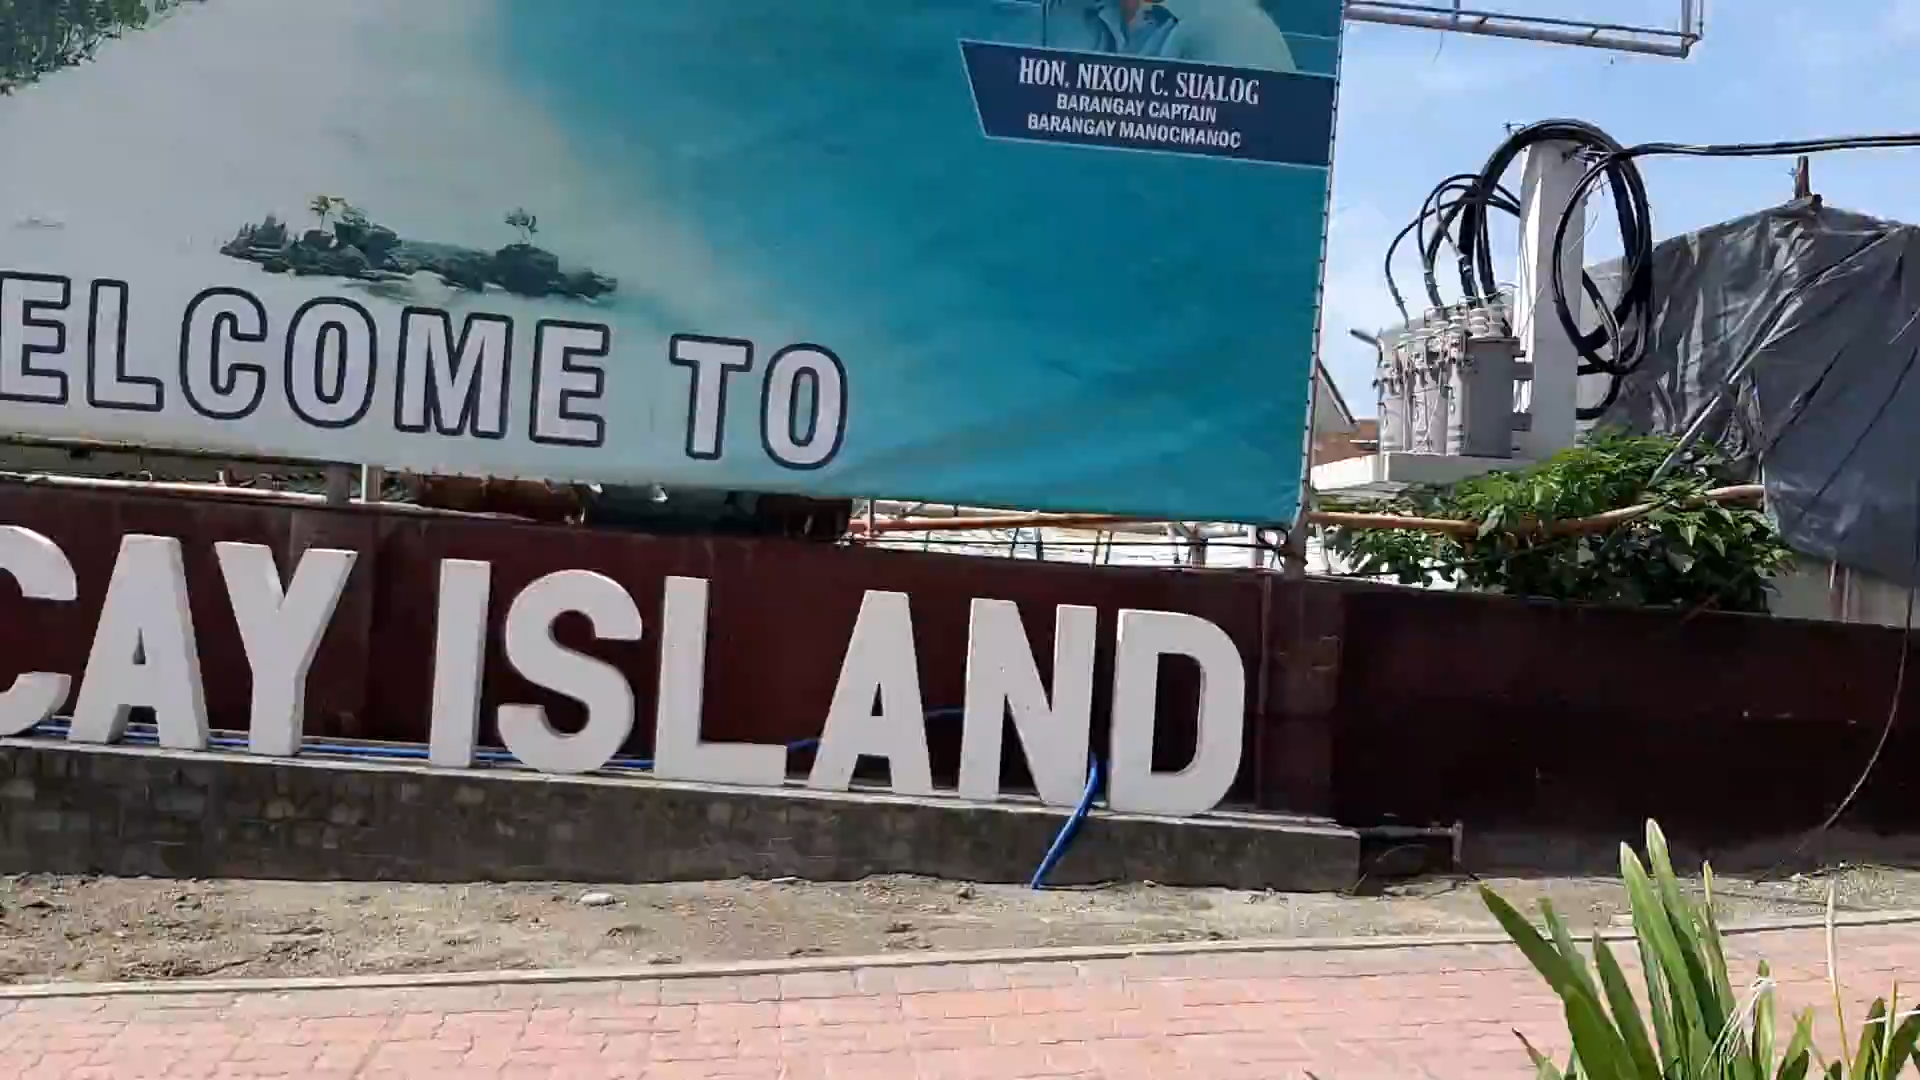 HON. NIXON C. SUALOG
BARANGAY CAPTAIN
BARANGAY MANOCMANOC
ELCOME TO
CAY ISLAND